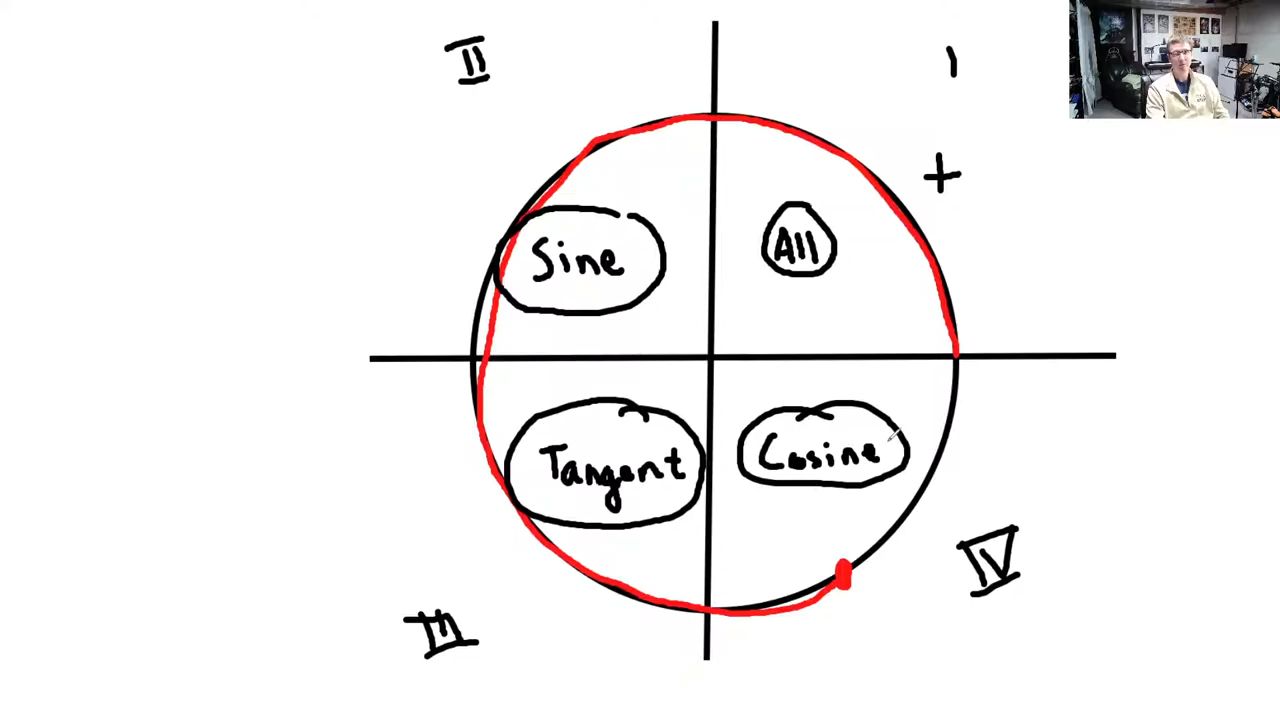 II
I
+
Sine
All
Tangent
Cosine
IV
III